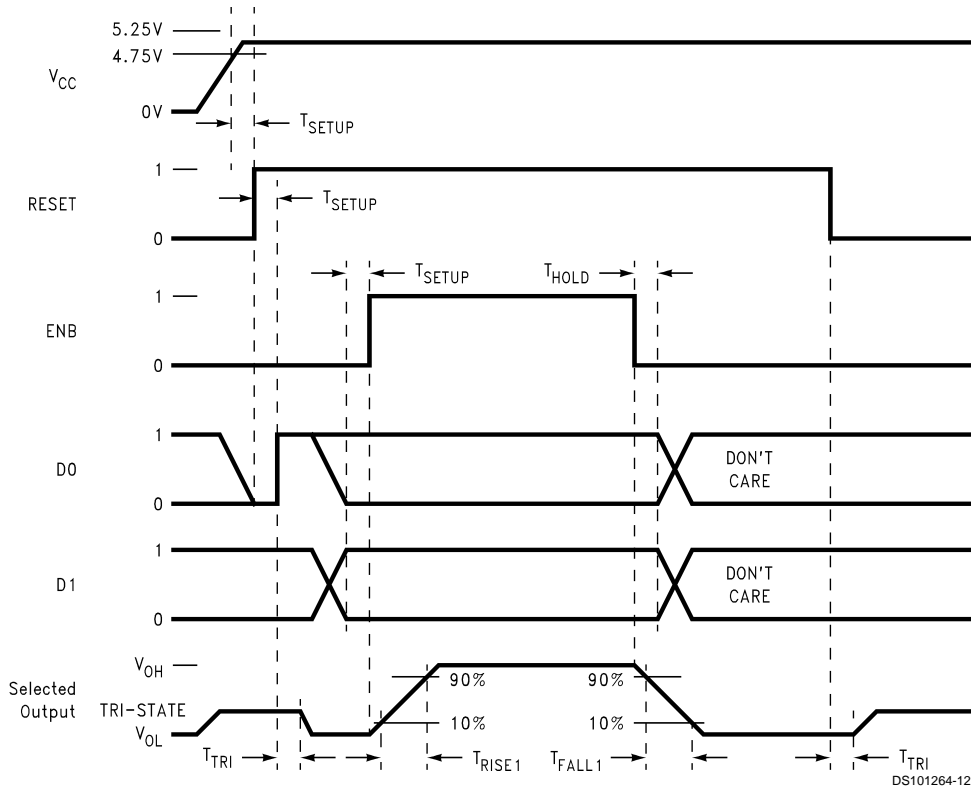 5.25V
4.75V
VCC
0V
TSETUP
1
RESET
TSETUP
0
TSETUP
THOLD
1
ENB
0
1
D0
DON'T
CARE
0
1
D1
DON'T
CARE
0
VOH
90%
90%
Selected
Output
TRI-STATE
10%
10%
VOL
TTRI
TRISE1
TFALL1
TTRI
DS101264-12